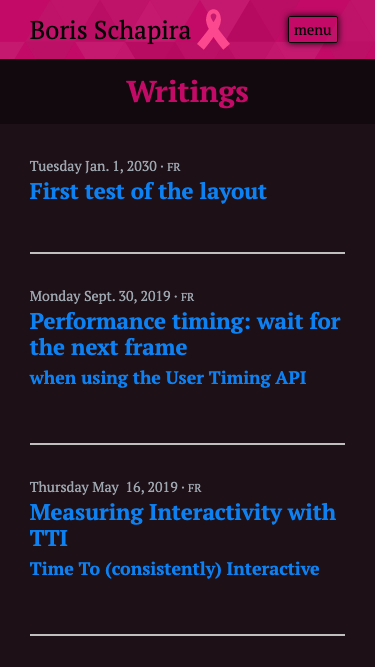 Boris Schapira
menu
Writings
Tuesday Jan. 1, 2030 · FR
First test of the layout
Monday Sept. 30, 2019 · FR
Performance timing: wait for
the next frame
when using the User Timing API
Thursday May  16, 2019 · FR
Measuring Interactivity with
TTI
Time To (consistently) Interactive